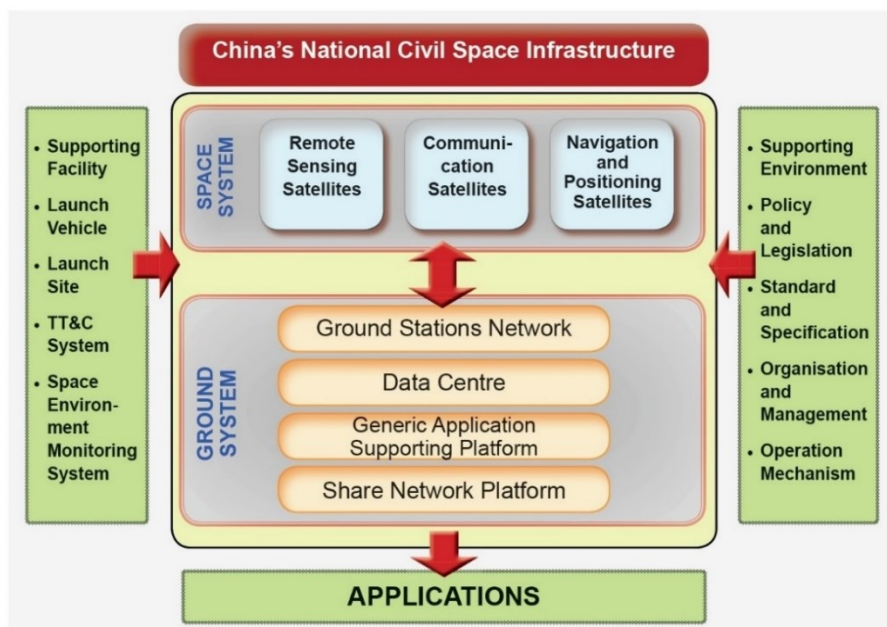 China's National Civil Space Infrastructure
• Supporting
Facility
• Launch
Vehicle
• Launch
Site
• TT&C
System
• Space
Environ-
ment
Monitoring
System
SPACE
SYSTEM
Remote
Sensing
Satellites
Communi-
cation
Satellites
Navigation
and
Positioning
Satellites
GROUND
SYSTEM
Ground Stations Network
Data Centre
Generic Application
Supporting Platform
Share Network Platform
• Supporting
Environment
• Policy
and
Legislation
• Standard
and
Specification
• Organisation
and
Management
• Operation
Mechanism
APPLICATIONS